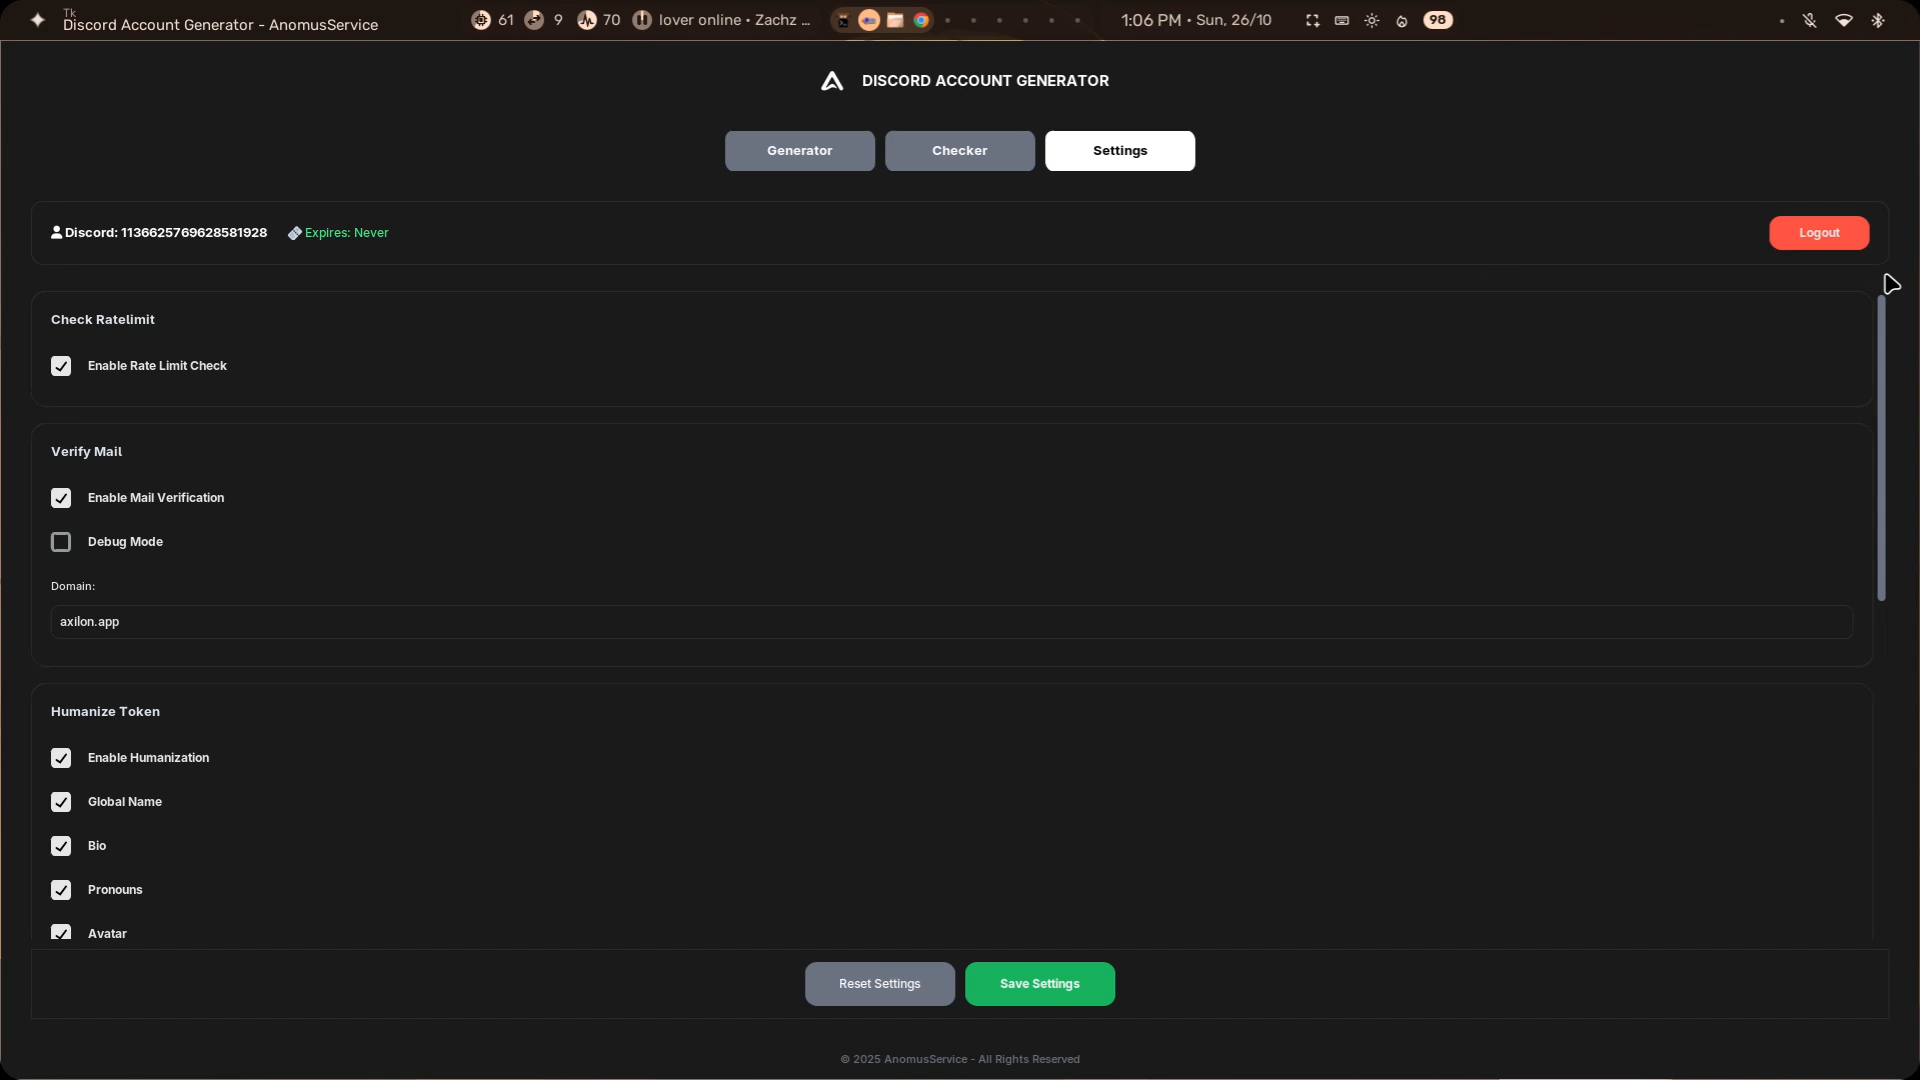 Tk
Discord Account Generator - AnomusService
61 9 70 lover online • Zachz ... 1:06 PM • Sun, 26/10 98
DISCORD ACCOUNT GENERATOR
Generator Checker Settings
Discord: 1136625769628581928 Expires: Never Logout
Check Ratelimit
Enable Rate Limit Check
Verify Mail
Enable Mail Verification
Debug Mode
Domain:
axilon.app
Humanize Token
Enable Humanization
Global Name
Bio
Pronouns
Avatar
Reset Settings Save Settings
© 2025 AnomusService - All Rights Reserved